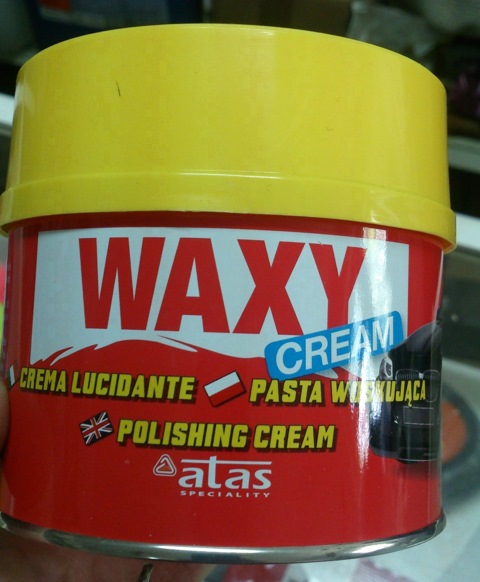 WAXY
CREAM
CREMA LUCIDANTE PASTA WOSKUJĄCA
POLISHING CREAM
atas
SPECIALITY